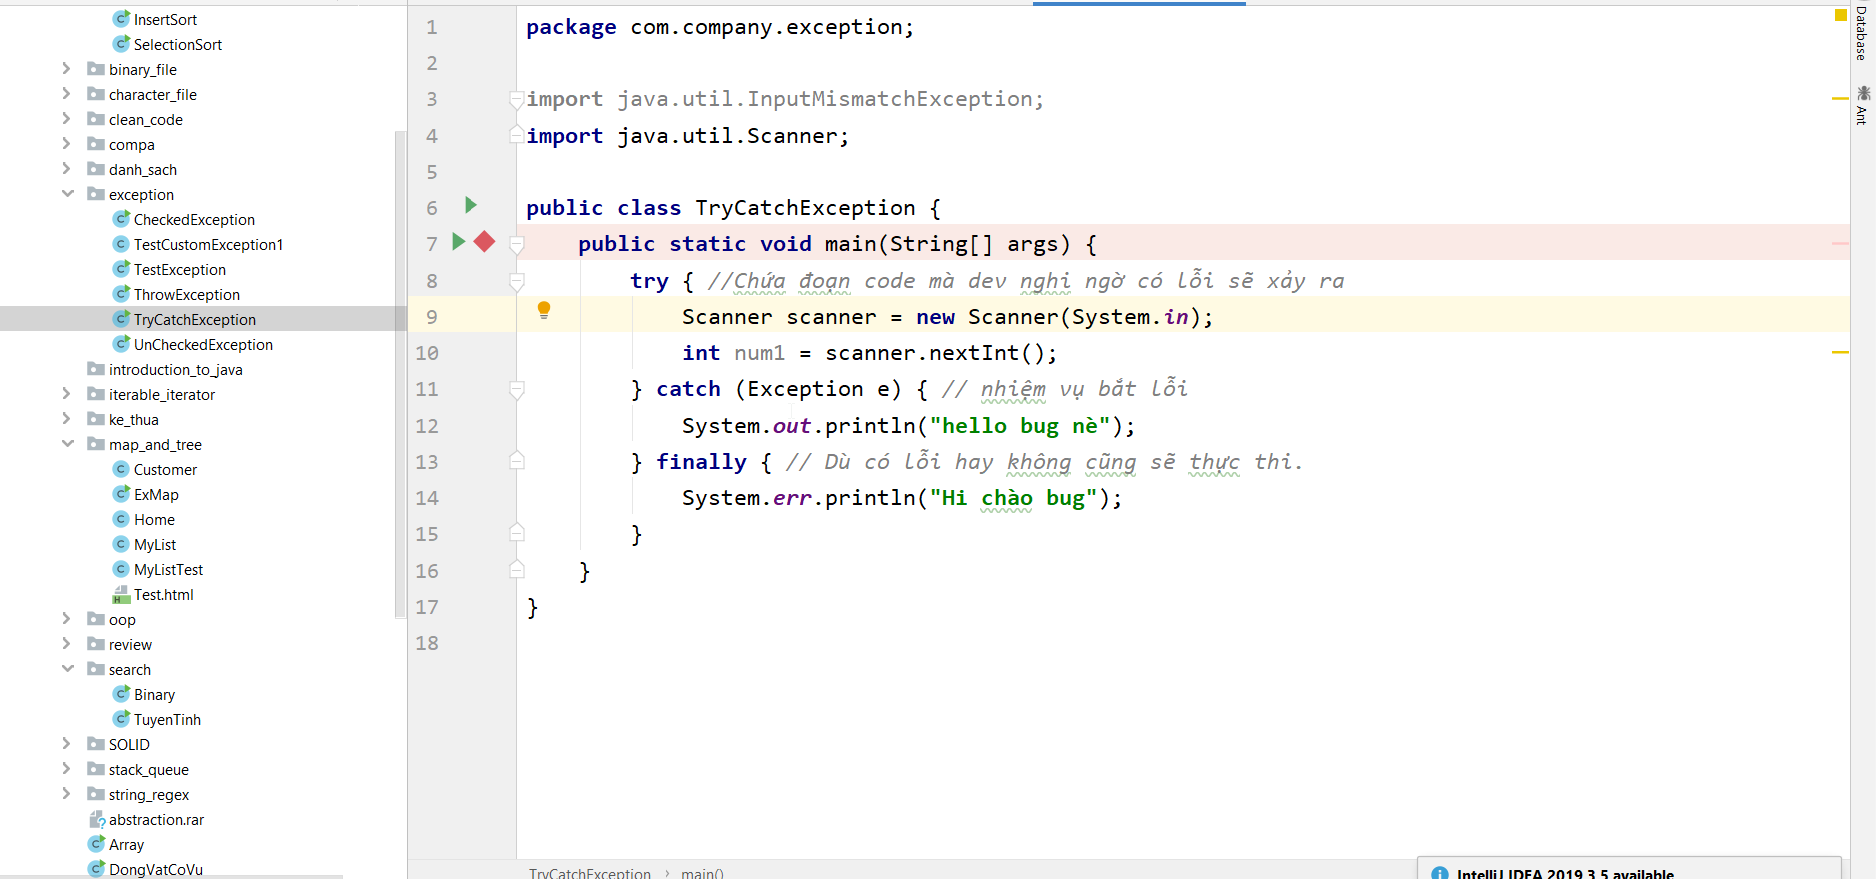 InsertSort
SelectionSort
binary_file
character_file
clean_code
compa
danh_sach
exception
CheckedException
TestCustomException1
TestException
ThrowException
TryCatchException
UnCheckedException
introduction_to_java
iterable_iterator
ke_thua
map_and_tree
Customer
ExMap
Home
MyList
MyListTest
Test.html
oop
review
search
Binary
TuyenTinh
SOLID
stack_queue
string_regex
abstraction.rar
Array
DongVatCoVu
1 package com.company.exception;
2
3 import java.util.InputMismatchException;
4 import java.util.Scanner;
5
6 public class TryCatchException {
7 public static void main(String[] args) {
8 try { //Chứa đoạn code mà dev nghi ngờ có lỗi sẽ xảy ra
9 Scanner scanner = new Scanner(System.in);
10 int num1 = scanner.nextInt();
11 } catch (Exception e) { // nhiệm vụ bắt lỗi
12 System.out.println("hello bug nè");
13 } finally { // Dù có lỗi hay không cũng sẽ thực thi.
14 System.err.println("Hi chào bug");
15 }
16 }
17 }
18
TryCatchException › main()
IntelliJ IDEA 2019.3.5 available
Database
Ant